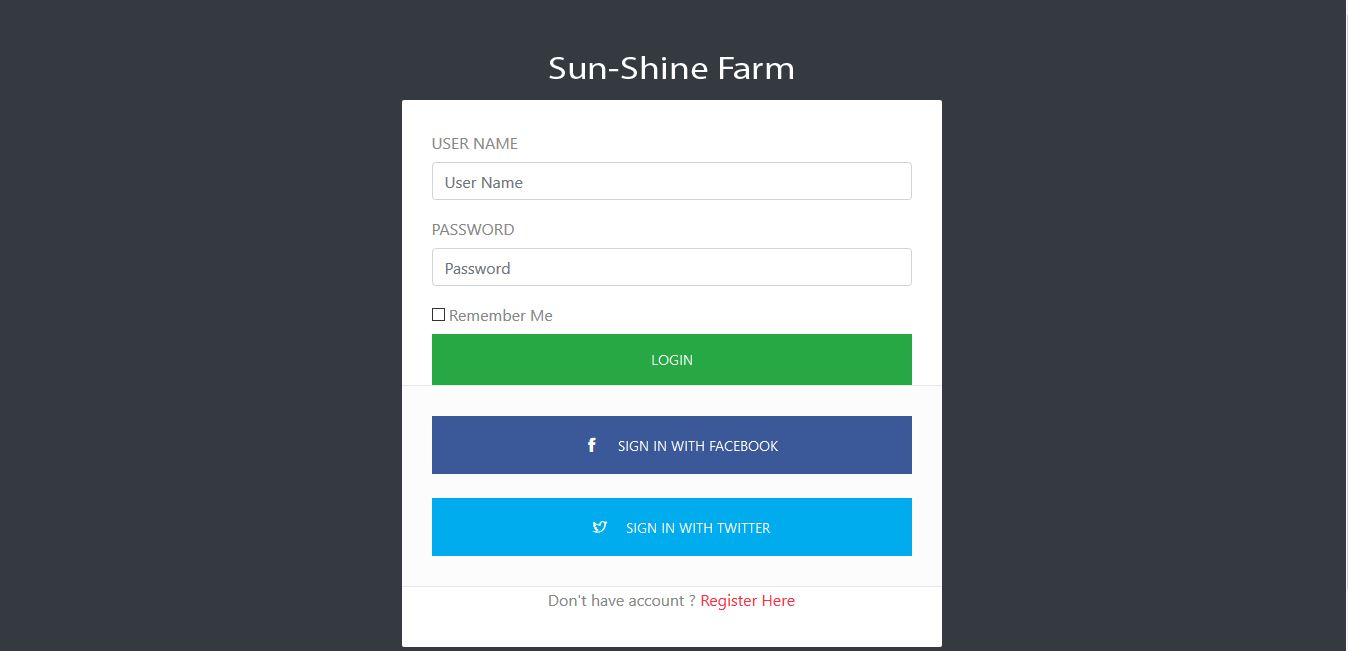 Sun-Shine Farm
USER NAME
User Name
PASSWORD
Password
Remember Me
LOGIN
SIGN IN WITH FACEBOOK
SIGN IN WITH TWITTER
Don't have account ? Register Here